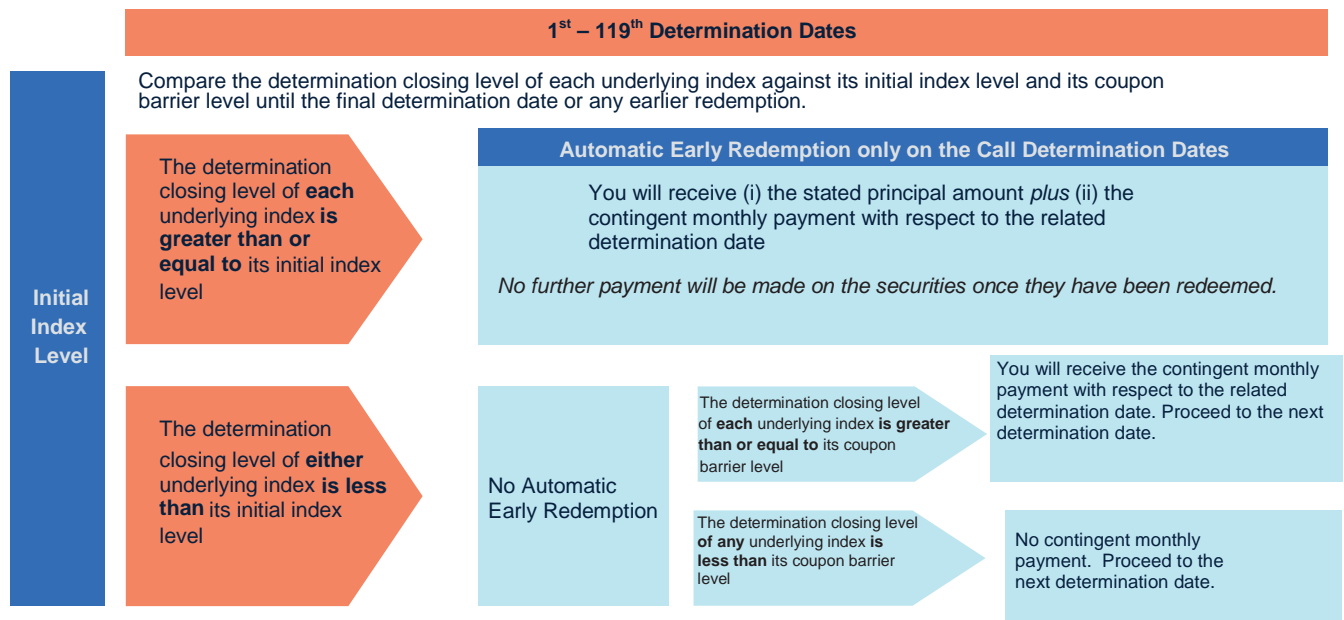 1st – 119th Determination Dates
Compare the determination closing level of each underlying index against its initial index level and its coupon
barrier level until the final determination date or any earlier redemption.
Initial
Index
Level
The determination
closing level of each
underlying index is
greater than or
equal to its initial index
level
Automatic Early Redemption only on the Call Determination Dates
You will receive (i) the stated principal amount plus (ii) the
contingent monthly payment with respect to the related
determination date
No further payment will be made on the securities once they have been redeemed.
The determination
closing level of either
underlying index is less
than its initial index
level
No Automatic
Early Redemption
The determination closing level
of each underlying index is greater
than or equal to its coupon
barrier level
You will receive the contingent monthly
payment with respect to the related
determination date. Proceed to the next
determination date.
The determination closing level
of any underlying index is
less than its coupon barrier
level
No contingent monthly
payment. Proceed to the
next determination date.